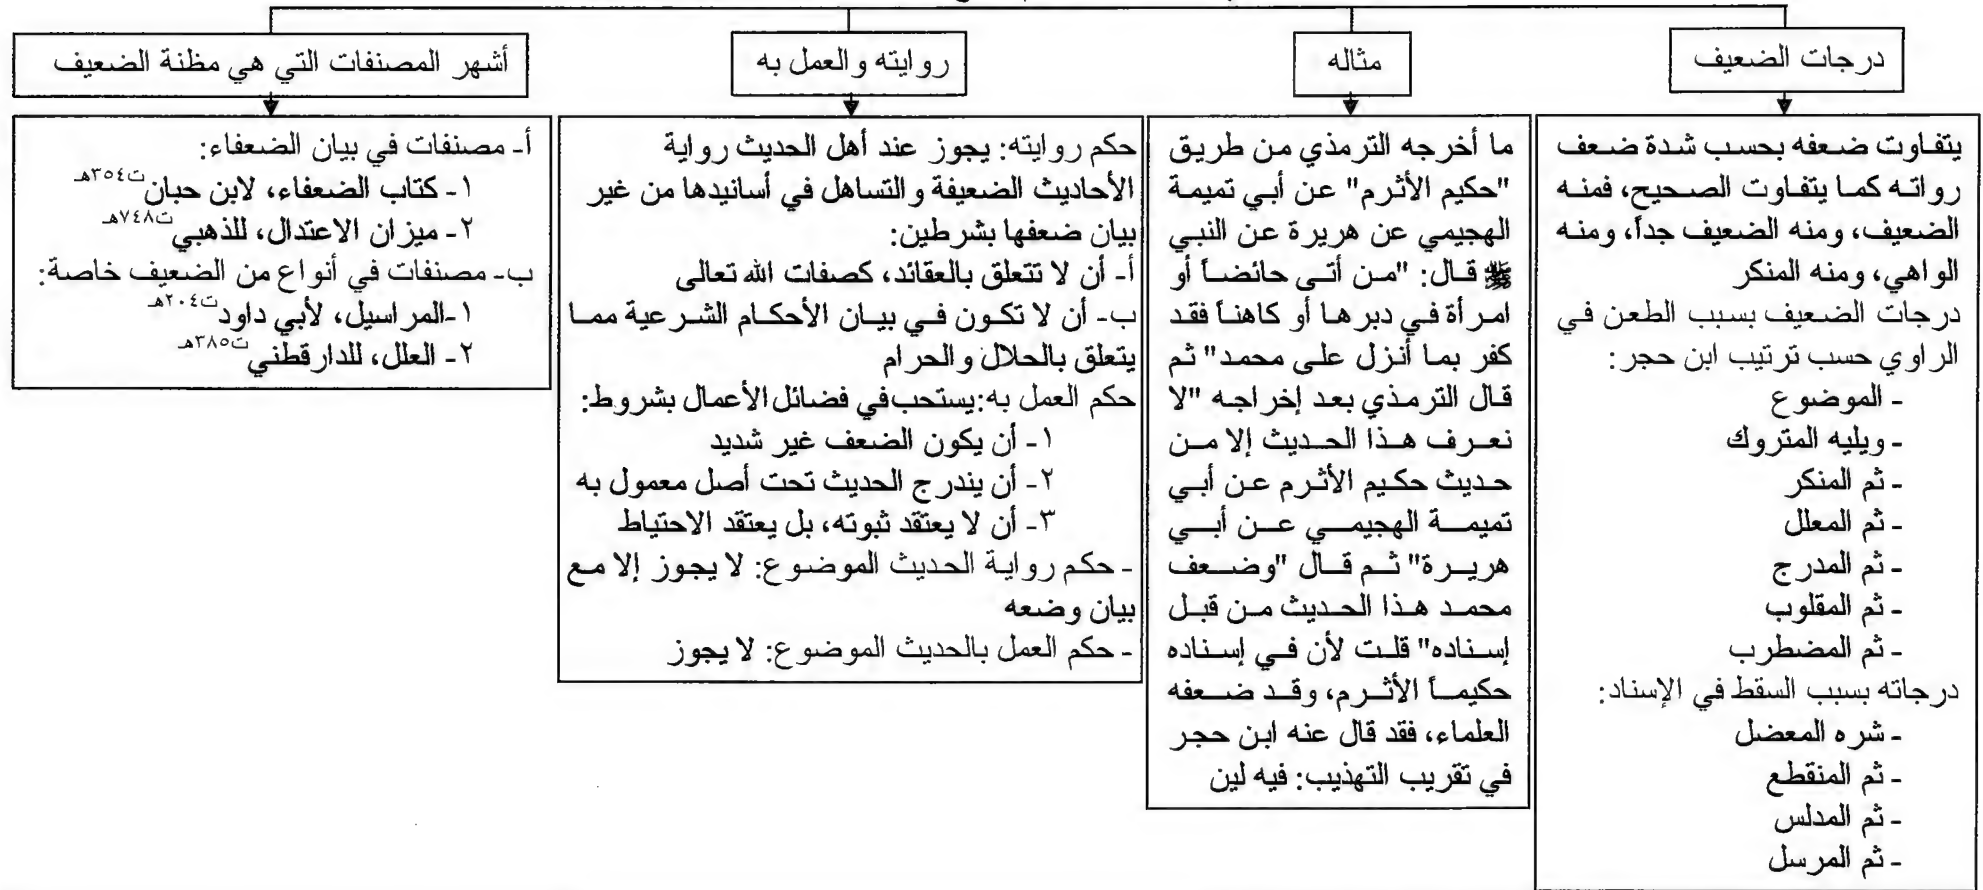 درجات الضعيف
يتفاوت ضعفه بحسب شدة ضعف
رواته كما يتفاوت الصحيح، فمنه
الضعيف، ومنه الضعيف جداً، ومنه
الواهي، ومنه المنكر
درجات الضعيف بسبب الطعن في
الراوي حسب ترتيب ابن حجر:
- الموضوع
- ويليه المتروك
- ثم المنكر
- ثم المعلل
- ثم المدرج
- ثم المقلوب
- ثم المضطرب
درجاته بسبب السقط في الإسناد:
- شره المعضل
- ثم المنقطع
- ثم المدلس
- ثم المرسل
مثاله
ما أخرجه الترمذي من طريق
"حكيم الأثرم" عن أبي تميمة
الهجيمي عن هريرة عن النبي
ﷺ قال: "من أتى حائضاً أو
امرأة في دبرها أو كاهناً فقد
كفر بما أنزل على محمد" ثم
قال الترمذي بعد إخراجه "لا
نعرف هذا الحديث إلا من
حديث حكيم الأثرم عن أبي
تميمة الهجيمي عن أبي
هريرة" ثم قال "وضعف
محمد هذا الحديث من قبل
إسناده" قلت لأن في إسناده
حكيماً الأثرم، وقد ضعفه
العلماء، فقد قال عنه ابن حجر
في تقريب التهذيب: فيه لين
روايته والعمل به
حكم روايته: يجوز عند أهل الحديث رواية
الأحاديث الضعيفة والتساهل في أسانيدها من غير
بيان ضعفها بشرطين:
أ- أن لا تتعلق بالعقائد، كصفات الله تعالى
ب- أن لا تكون في بيان الأحكام الشرعية مما
يتعلق بالحلال والحرام
حكم العمل به:يستحب في فضائل الأعمال بشروط:
١- أن يكون الضعف غير شديد
٢- أن يندرج الحديث تحت أصل معمول به
٣- أن لا يعتقد ثبوته، بل يعتقد الاحتياط
- حكم رواية الحديث الموضوع: لا يجوز إلا مع
بيان وضعه
- حكم العمل بالحديث الموضوع: لا يجوز
أشهر المصنفات التي هي مظنة الضعيف
أ- مصنفات في بيان الضعفاء:
١- كتاب الضعفاء، لابن حبان ت٣٥٤هـ
٢- ميزان الاعتدال، للذهبي ت٧٤٨هـ
ب- مصنفات في أنواع من الضعيف خاصة:
١-المراسيل، لأبي داود ت٢٠٤هـ
٢- العلل، للدارقطني ت٣٨٥هـ